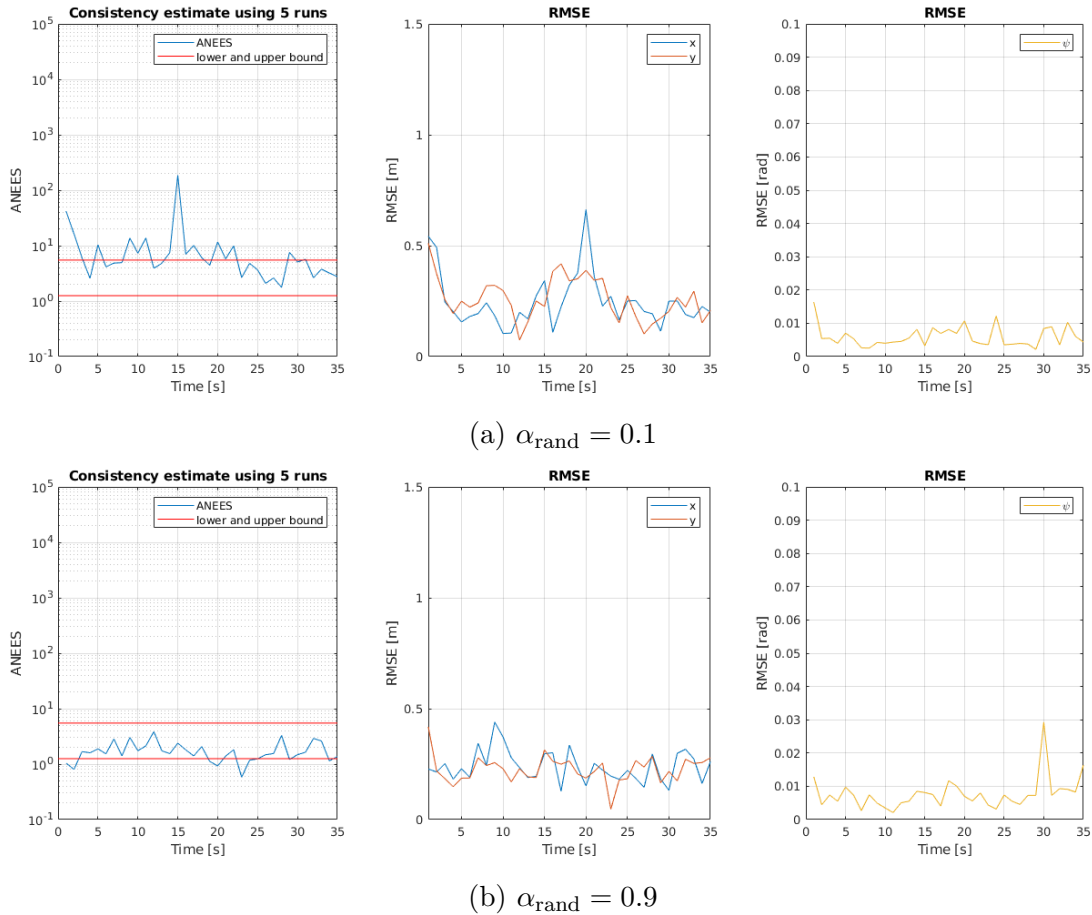 Consistency estimate using 5 runs
10^5
10^4
10^3
10^2
10^1
10^0
10^-1
ANEES
ANEES
lower and upper bound
0 5 10 15 20 25 30 35
Time [s]
RMSE
1.5
1
0.5
0
RMSE [m]
x
y
5 10 15 20 25 30 35
Time [s]
RMSE
0.1
0.09
0.08
0.07
0.06
0.05
0.04
0.03
0.02
0.01
0
RMSE [rad]
ψ
0 5 10 15 20 25 30 35
Time [s]
(a) α_rand = 0.1
Consistency estimate using 5 runs
10^5
10^4
10^3
10^2
10^1
10^0
10^-1
ANEES
ANEES
lower and upper bound
0 5 10 15 20 25 30 35
Time [s]
RMSE
1.5
1
0.5
0
RMSE [m]
x
y
5 10 15 20 25 30 35
Time [s]
RMSE
0.1
0.09
0.08
0.07
0.06
0.05
0.04
0.03
0.02
0.01
0
RMSE [rad]
ψ
0 5 10 15 20 25 30 35
Time [s]
(b) α_rand = 0.9